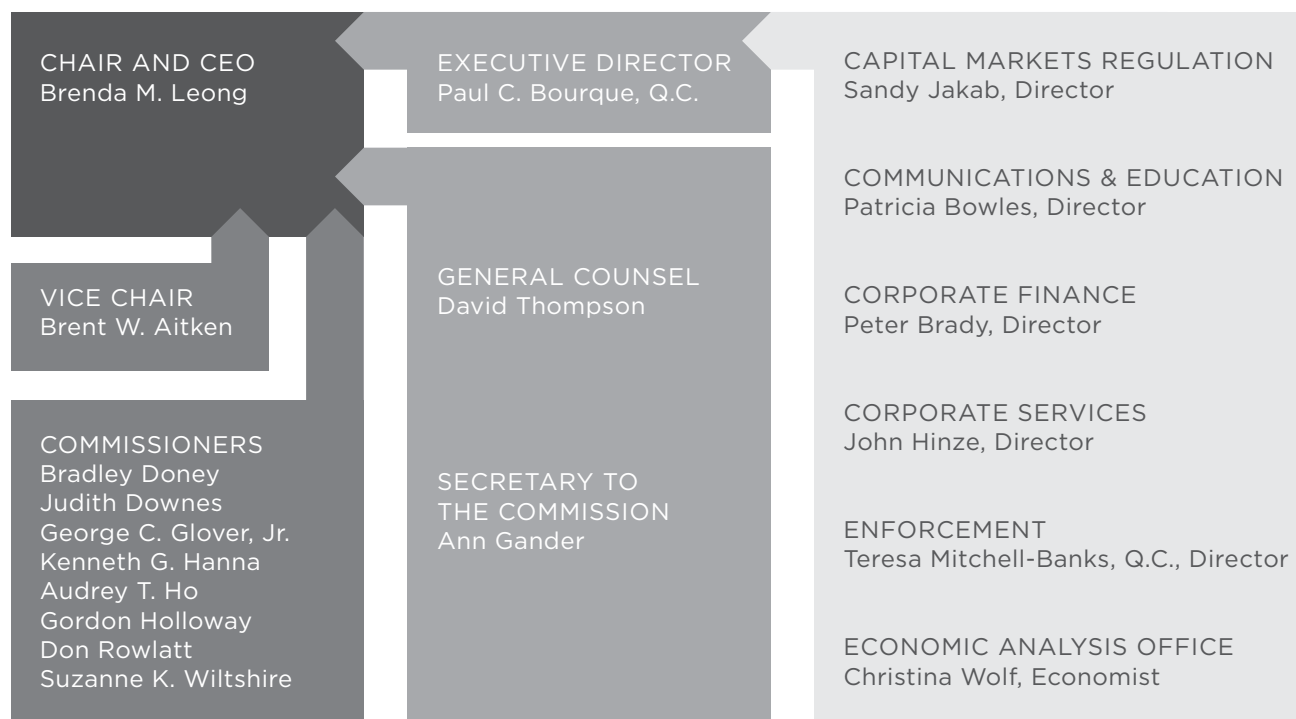 CHAIR AND CEO
Brenda M. Leong
VICE CHAIR
Brent W. Aitken
COMMISSIONERS
Bradley Doney
Judith Downes
George C. Glover, Jr.
Kenneth G. Hanna
Audrey T. Ho
Gordon Holloway
Don Rowlatt
Suzanne K. Wiltshire
EXECUTIVE DIRECTOR
Paul C. Bourque, Q.C.
GENERAL COUNSEL
David Thompson
SECRETARY TO
THE COMMISSION
Ann Gander
CAPITAL MARKETS REGULATION
Sandy Jakab, Director
COMMUNICATIONS & EDUCATION
Patricia Bowles, Director
CORPORATE FINANCE
Peter Brady, Director
CORPORATE SERVICES
John Hinze, Director
ENFORCEMENT
Teresa Mitchell-Banks, Q.C., Director
ECONOMIC ANALYSIS OFFICE
Christina Wolf, Economist